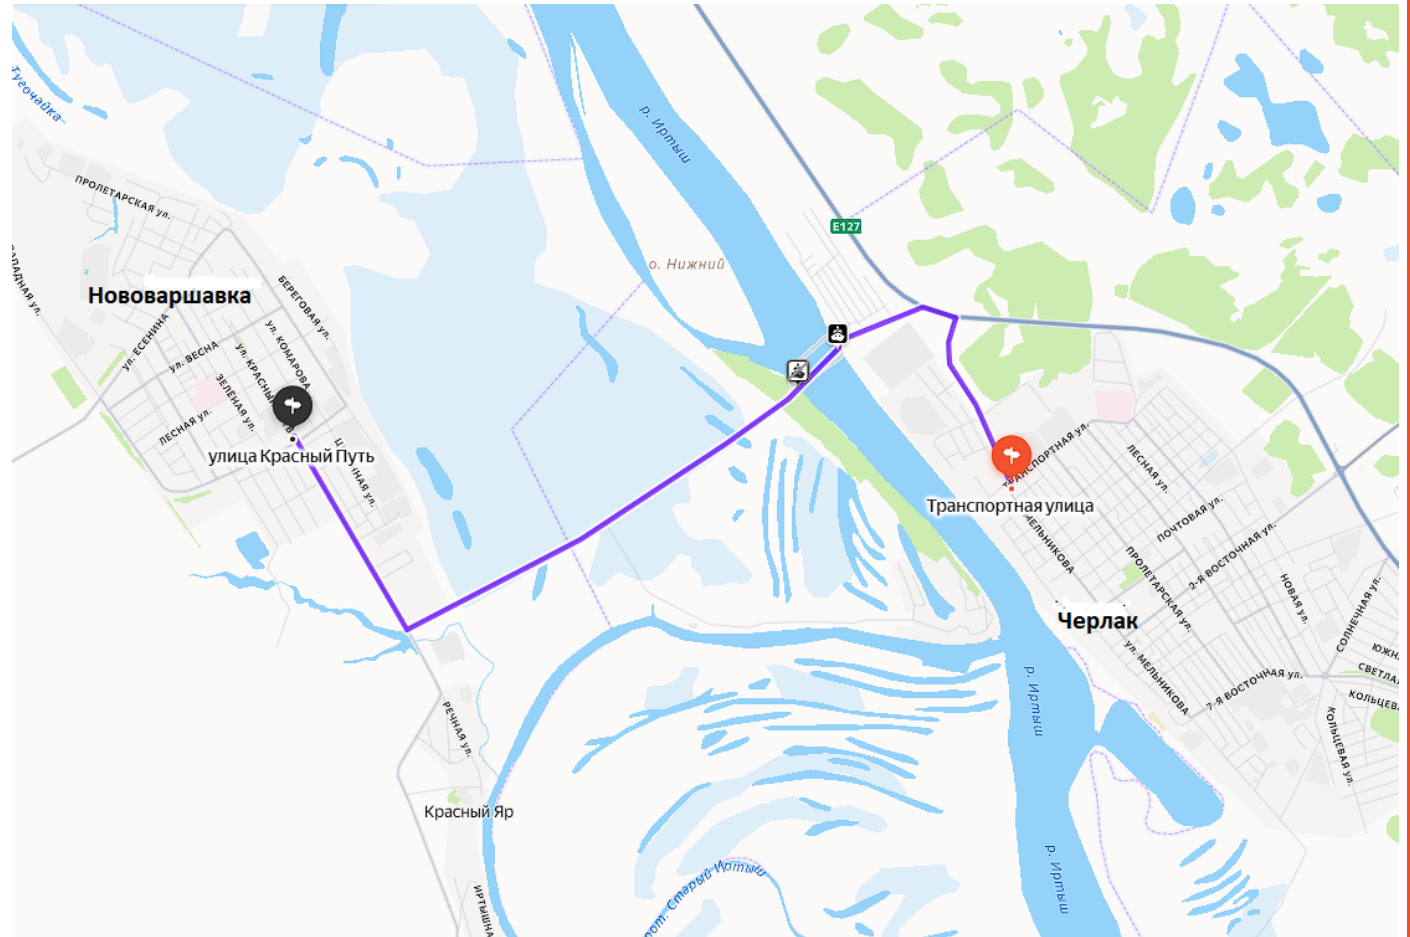 Тугочайка
р. Иртыш
ПРОЛЕТАРСКАЯ ул.
E127
о. Нижний
ЗАПАДНАЯ ул.
Нововаршавка
БЕРЕГОВАЯ ул.
ул. ЕСЕНИНА
ул. ВЕСНА
ул. КОМАРОВА
ул. КРАСНЫЙ
ЗЕЛЁНАЯ ул.
ЛЕСНАЯ ул.
улица Красный Путь
ТРАНСПОРТНАЯ ул.
ЛЕСНАЯ ул.
Транспортная улица
МЕЛЬНИКОВА
ПОЧТОВАЯ ул.
2-Я ВОСТОЧНАЯ ул.
ПРОЛЕТАРСКАЯ ул.
НОВАЯ ул.
СОЛНЕЧНАЯ ул.
Черлак
ул. МЕЛЬНИКОВА
ЮЖН
СВЕТЛА
7-Я ВОСТОЧНАЯ ул.
КОЛЬЦЕВ
КОЛЬЦЕВАЯ ул.
р. Иртыш
РЕЧНАЯ ул.
Красный Яр
р. Иртыш
прот. Старый Иртыш
ИРТЫШНА